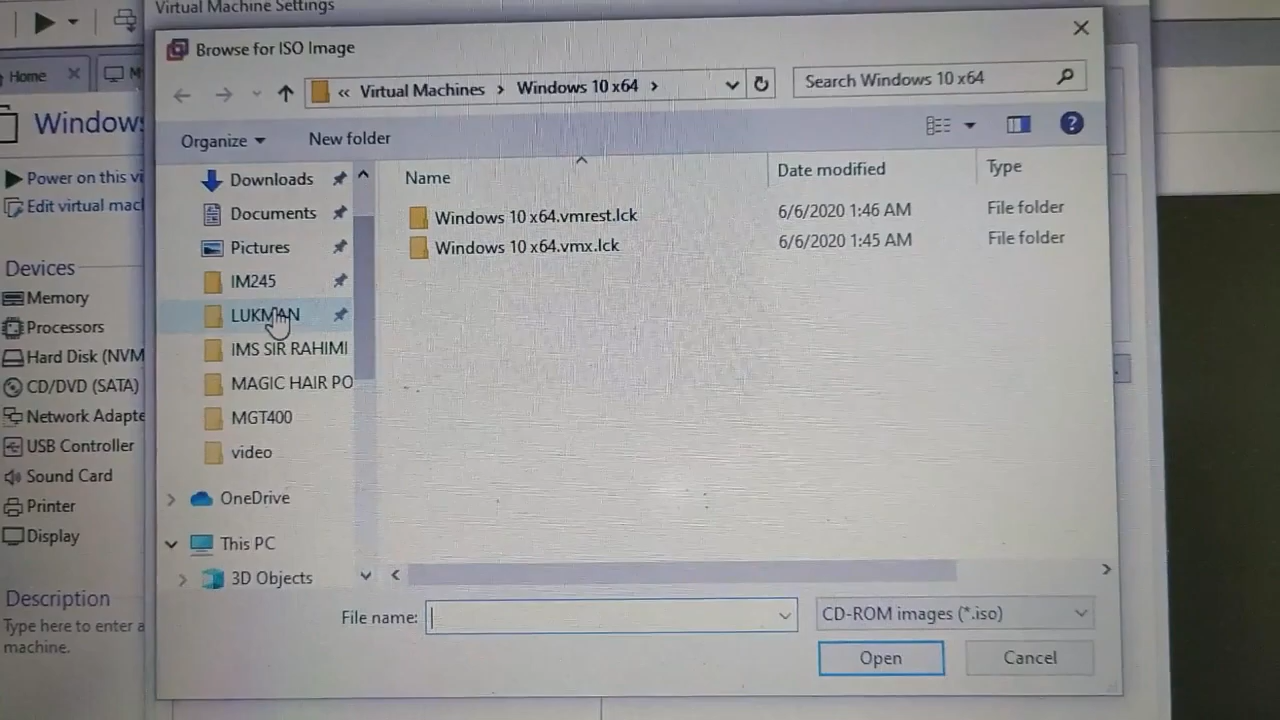 Virtual Machine Settings
Browse for ISO Image
Home
« Virtual Machines > Windows 10 x64 >
Search Windows 10 x64
Windows
Organize
New folder
Power on this vi
Edit virtual mac
Downloads
Documents
Pictures
IM245
LUKMAN
IMS SIR RAHIMI
MAGIC HAIR PO
MGT400
video
OneDrive
This PC
3D Objects
Name
Date modified
Type
Windows 10 x64.vmrest.lck
6/6/2020 1:46 AM
File folder
Windows 10 x64.vmx.lck
6/6/2020 1:45 AM
File folder
Devices
Memory
Processors
Hard Disk (NVM
CD/DVD (SATA)
Network Adapte
USB Controller
Sound Card
Printer
Display
Description
Type here to enter a
machine.
File name:
CD-ROM images (*.iso)
Open
Cancel